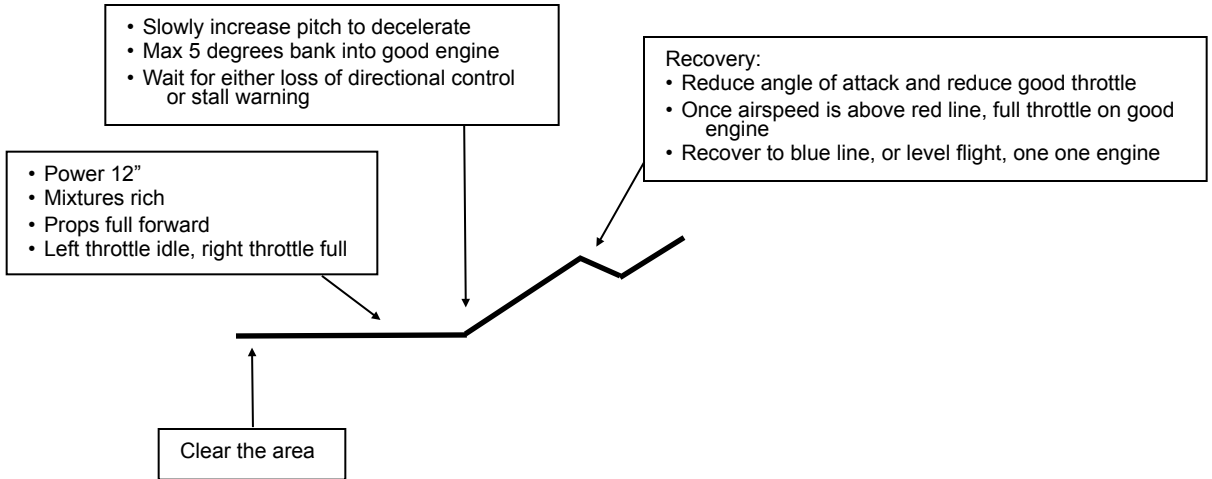 • Slowly increase pitch to decelerate
• Max 5 degrees bank into good engine
• Wait for either loss of directional control
or stall warning
Recovery:
• Reduce angle of attack and reduce good throttle
• Once airspeed is above red line, full throttle on good
engine
• Recover to blue line, or level flight, one one engine
• Power 12”
• Mixtures rich
• Props full forward
• Left throttle idle, right throttle full
Clear the area